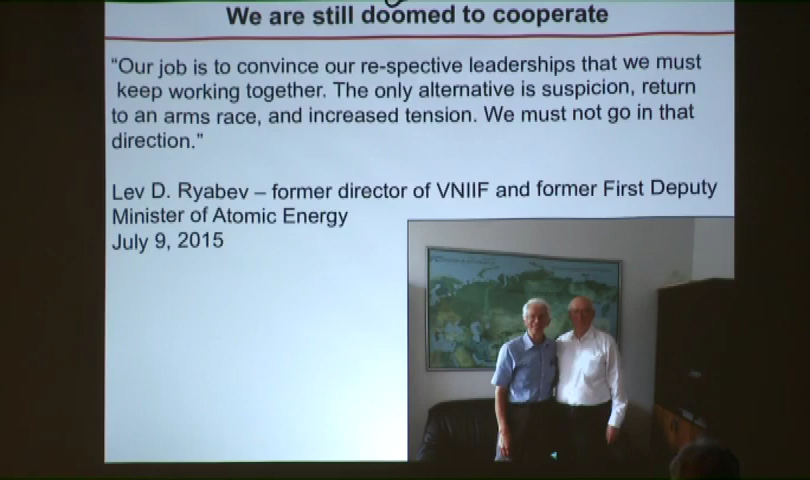 We are still doomed to cooperate
"Our job is to convince our re-spective leaderships that we must
keep working together. The only alternative is suspicion, return
to an arms race, and increased tension. We must not go in that
direction."
Lev D. Ryabev – former director of VNIIF and former First Deputy
Minister of Atomic Energy
July 9, 2015